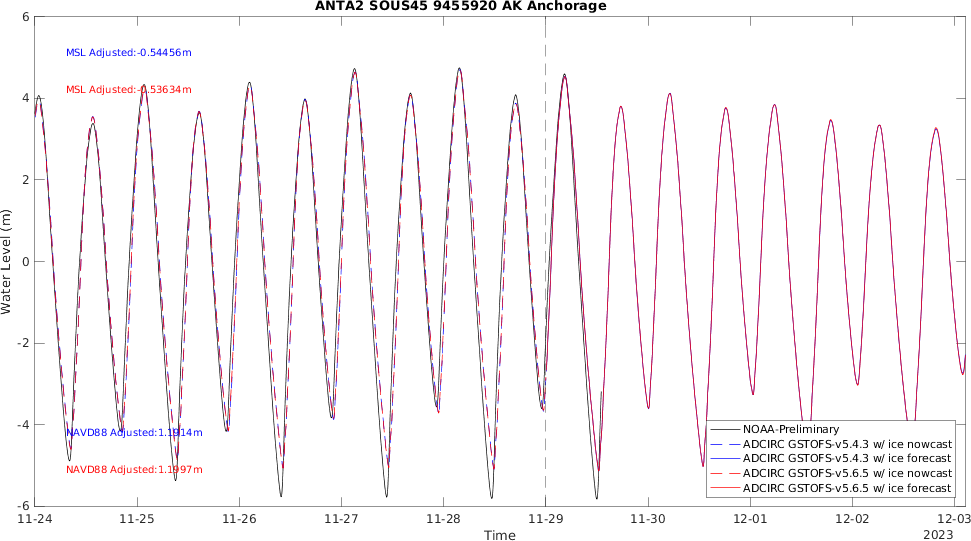 ANTA2 SOUS45 9455920 AK Anchorage
6
MSL Adjusted:-0.54456m
MSL Adjusted:-0.53634m
4
2
0
-2
-4
-6
Water Level (m)
NAVD88 Adjusted:1.1914m
NAVD88 Adjusted:1.1997m
NOAA-Preliminary
ADCIRC GSTOFS-v5.4.3 w/ ice nowcast
ADCIRC GSTOFS-v5.4.3 w/ ice forecast
ADCIRC GSTOFS-v5.6.5 w/ ice nowcast
ADCIRC GSTOFS-v5.6.5 w/ ice forecast
11-24 11-25 11-26 11-27 11-28 11-29 11-30 12-01 12-02 12-03
Time
2023